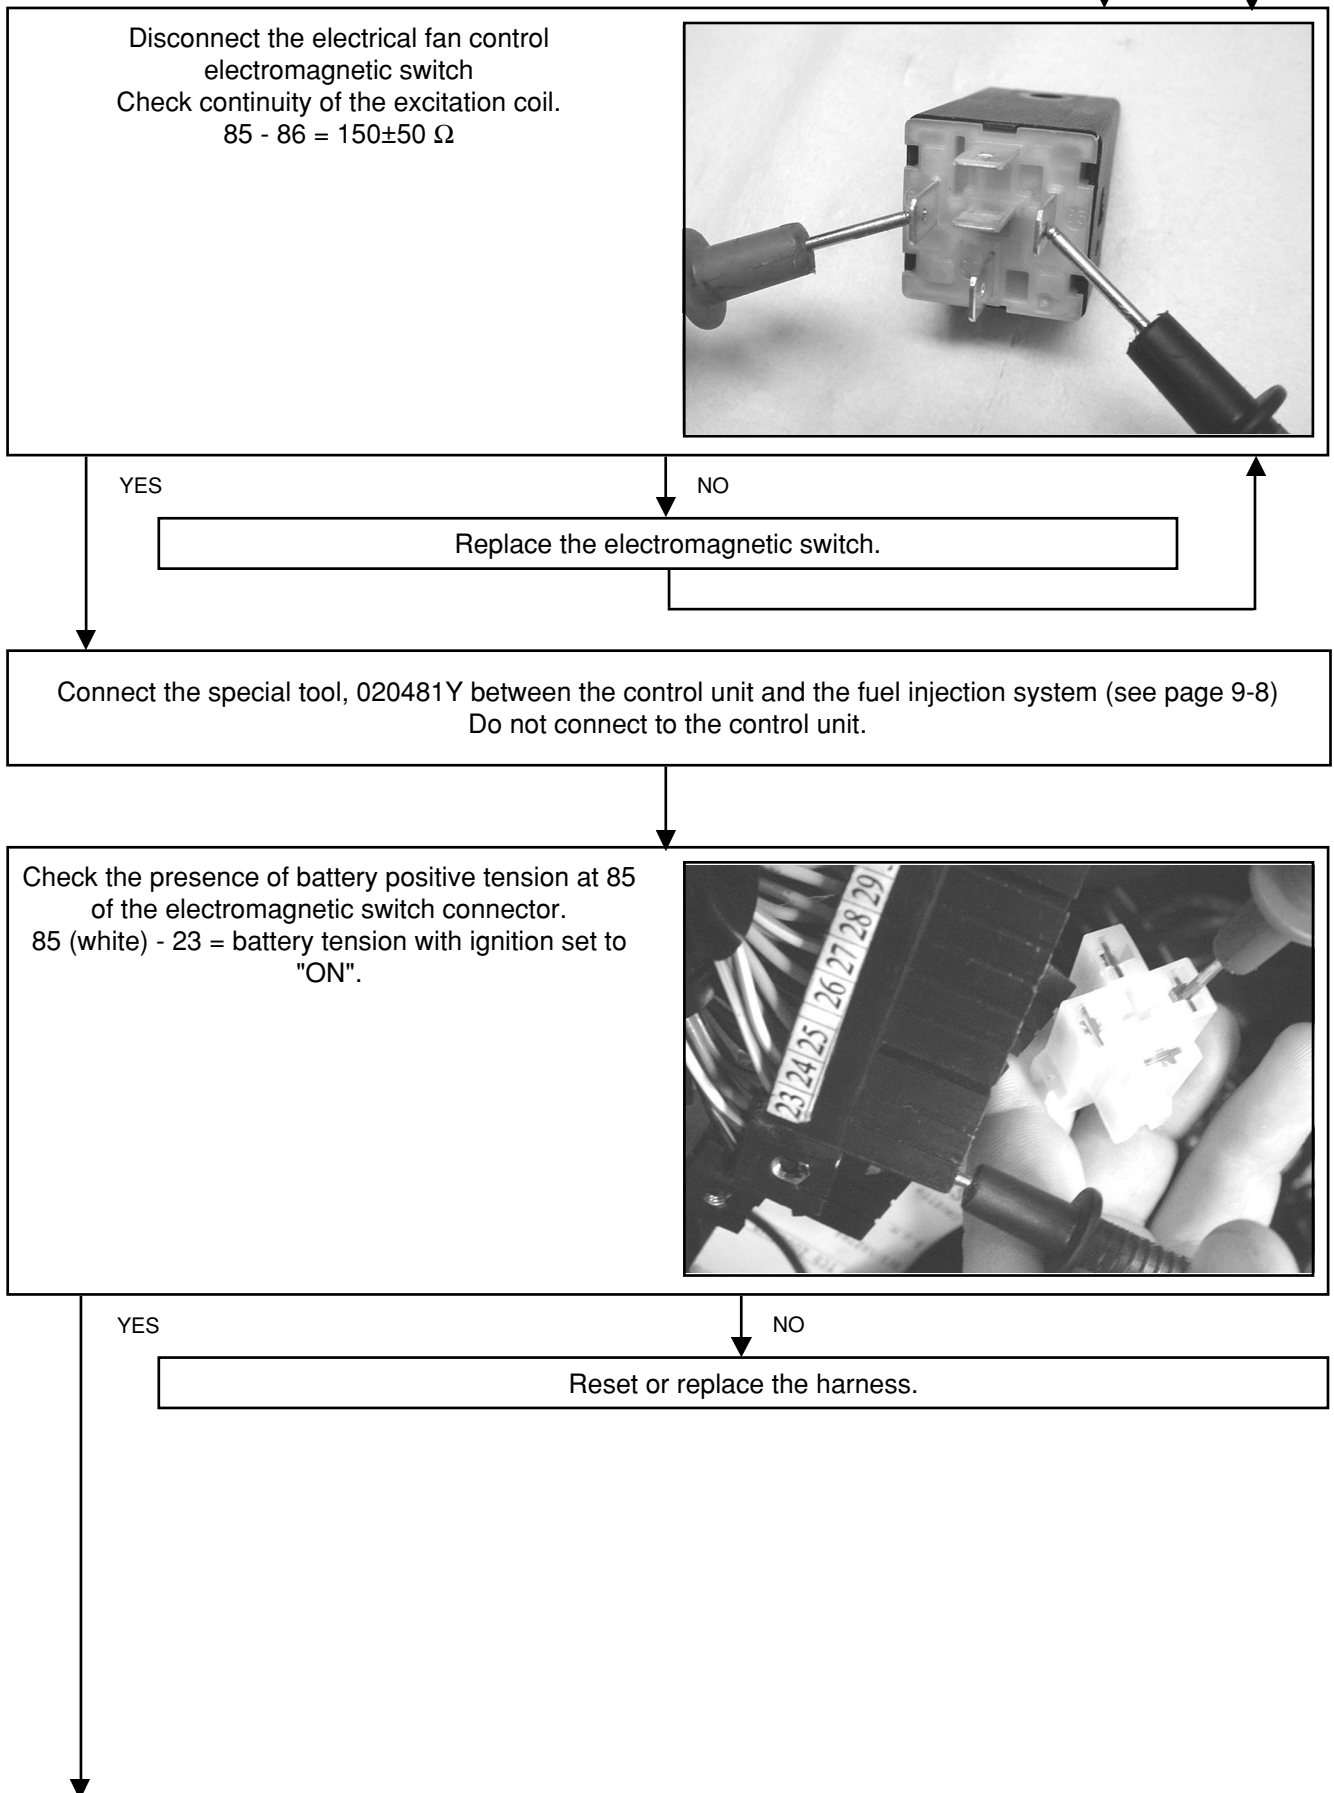 Disconnect the electrical fan control
electromagnetic switch
Check continuity of the excitation coil.
85 - 86 = 150±50 Ω
YES
NO
Replace the electromagnetic switch.
Connect the special tool, 020481Y between the control unit and the fuel injection system (see page 9-8)
Do not connect to the control unit.
Check the presence of battery positive tension at 85
of the electromagnetic switch connector.
85 (white) - 23 = battery tension with ignition set to
"ON".
23 24 25 26 27 28 29
YES
NO
Reset or replace the harness.